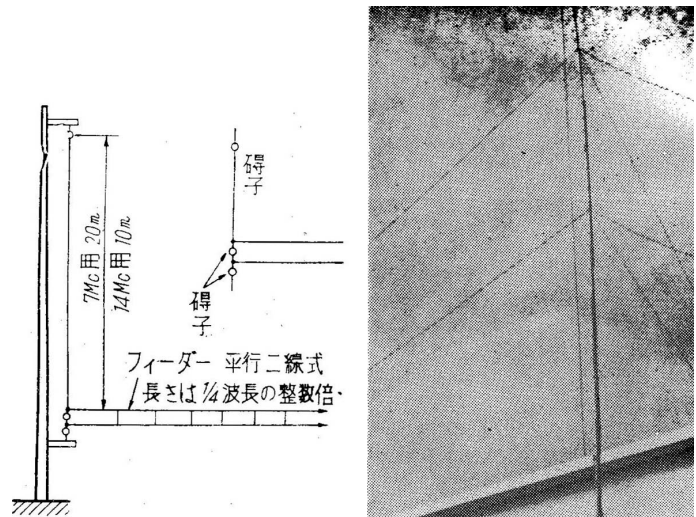 碍子
7Mc用 20m
14Mc用 10m
碍子
フィーダー 平行二線式
長さは1/4波長の整数倍.